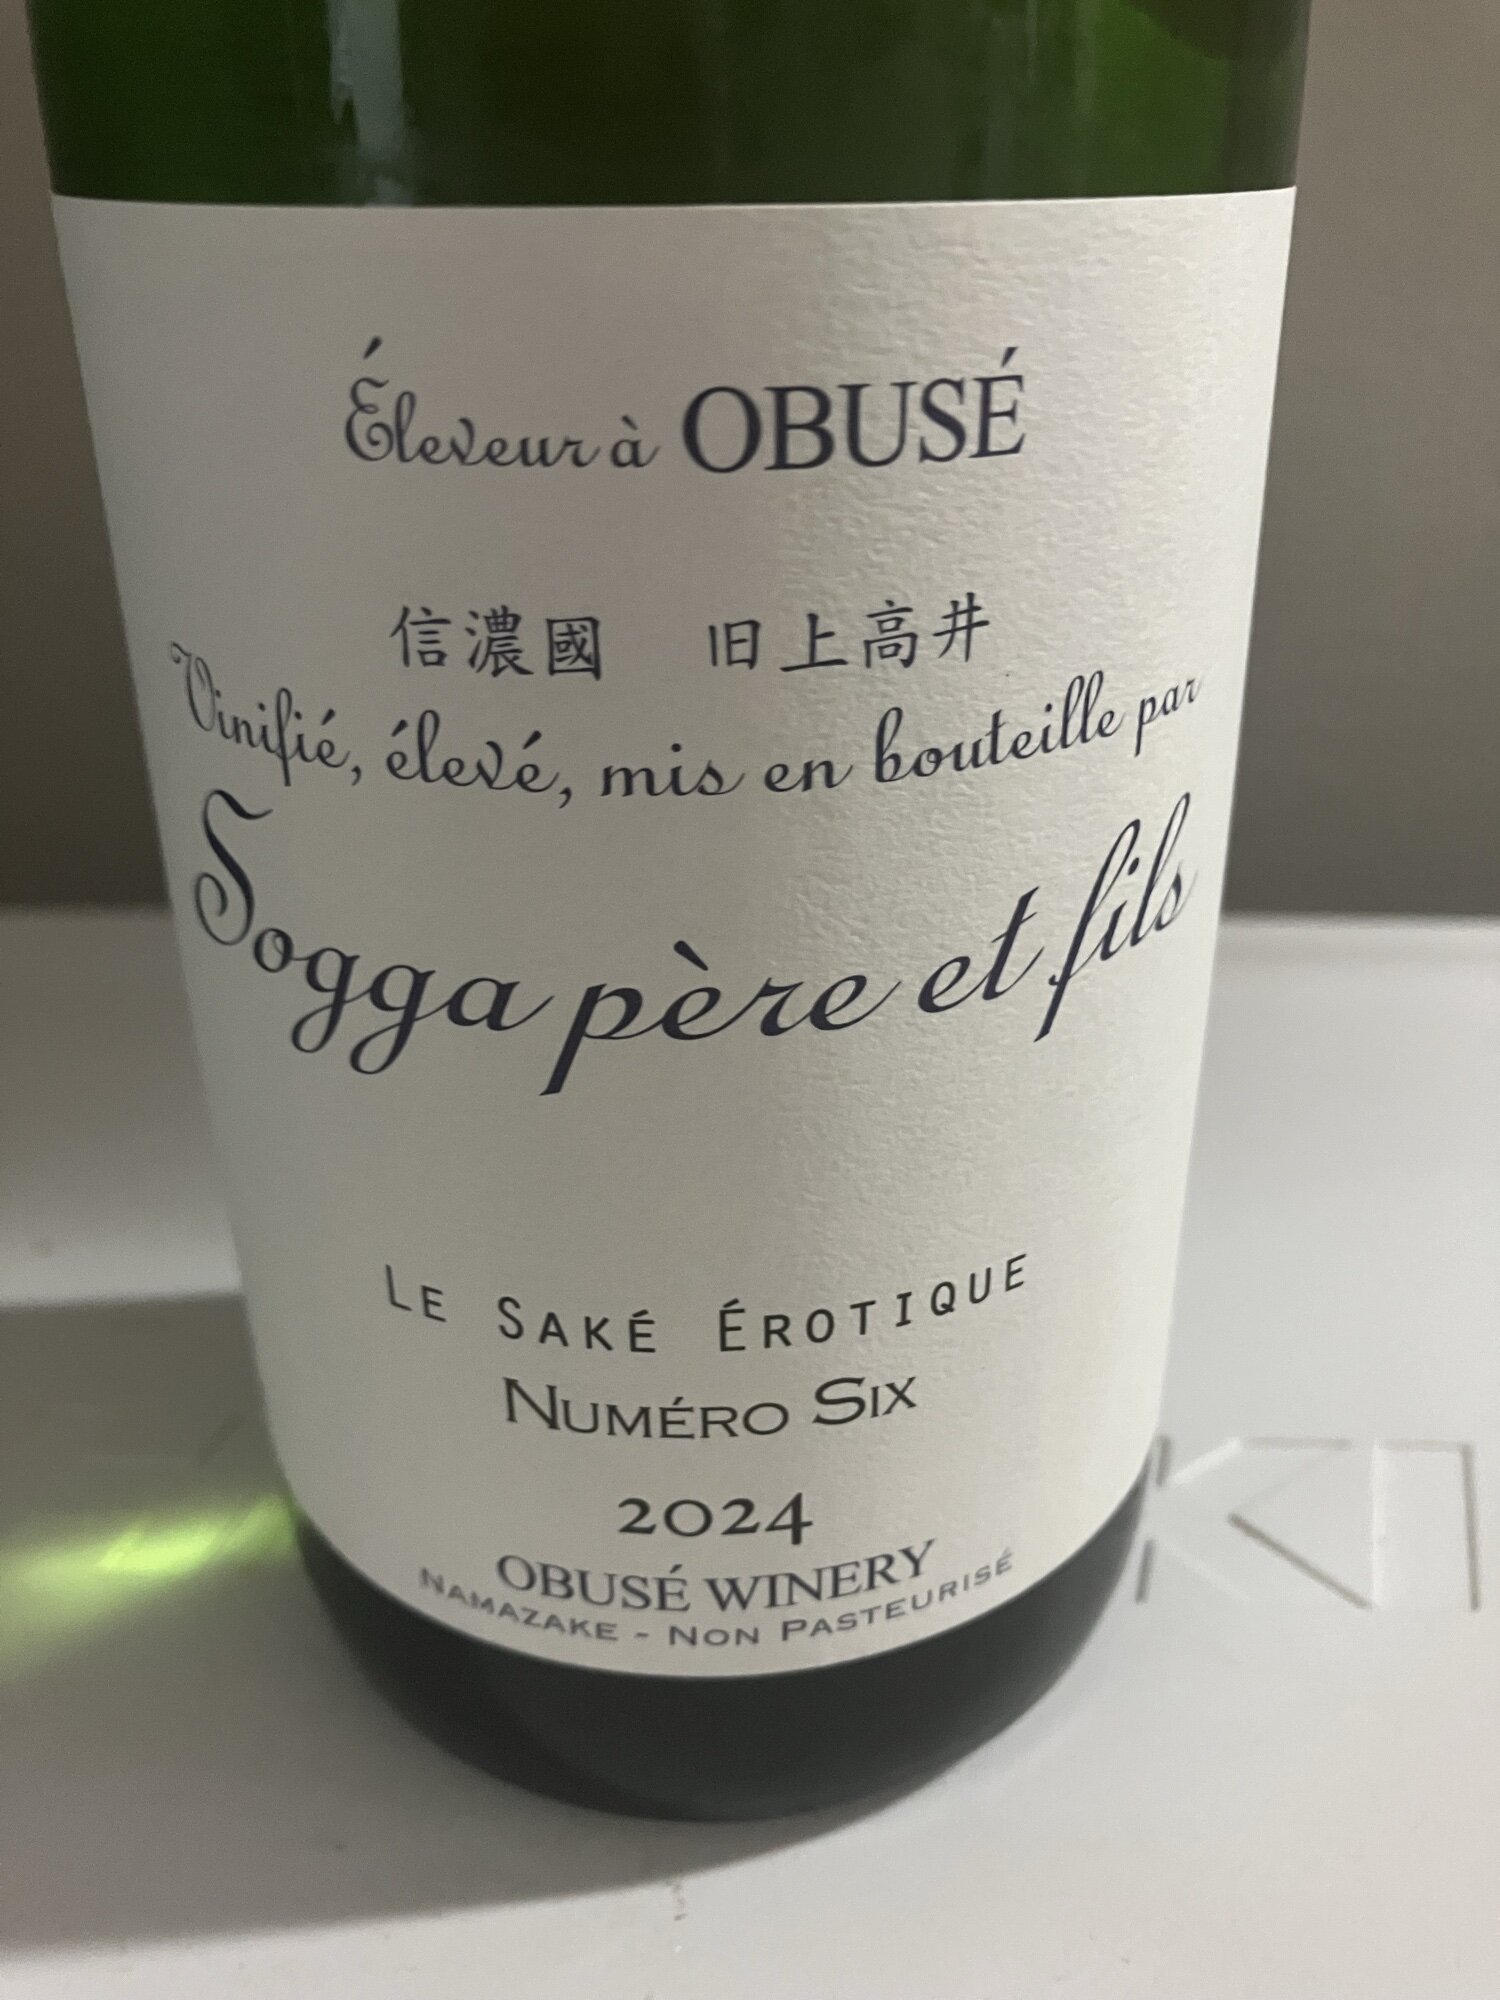 Éleveur à OBUSÉ
信濃國 旧上高井
Vinifié, élevé, mis en bouteille par
Sogga père et fils
LE SAKÉ ÉROTIQUE
NUMÉRO SIX
2024
OBUSÉ WINERY
NAMAZAKE - NON PASTEURISÉ